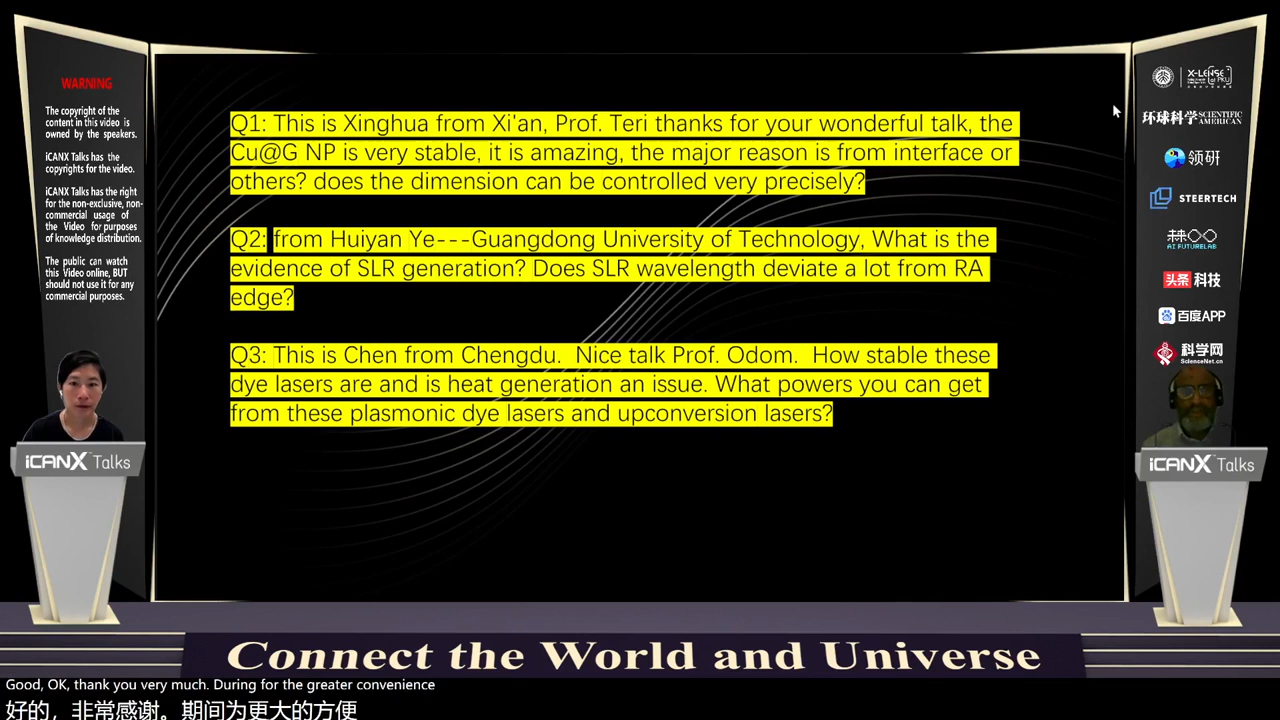 WARNING
The copyright of the
content in this video is
owned by the speakers.
iCANX Talks has the
copyrights for the video.
iCANX Talks has the right
for the non-exclusive, non-
commercial usage of
the Video for purposes
of knowledge distribution.
The public can watch
this Video online, BUT
should not use it for any
commercial purposes.
Q1: This is Xinghua from Xi'an, Prof. Teri thanks for your wonderful talk, the
Cu@G NP is very stable, it is amazing, the major reason is from interface or
others? does the dimension can be controlled very precisely?
Q2: from Huiyan Ye---Guangdong University of Technology, What is the
evidence of SLR generation? Does SLR wavelength deviate a lot from RA
edge?
Q3: This is Chen from Chengdu.  Nice talk Prof. Odom.  How stable these
dye lasers are and is heat generation an issue. What powers you can get
from these plasmonic dye lasers and upconversion lasers?
X-LENSE
@ PKU
环球科学 SCIENTIFIC AMERICAN
领研
STEERTECH
AI FUTURELAB
头条 科技
百度APP
科学网
ScienceNet.cn
iCANX Talks
iCANX Talks
Connect the World and Universe
Good, OK, thank you very much. During for the greater convenience
好的，非常感谢。期间为更大的方便